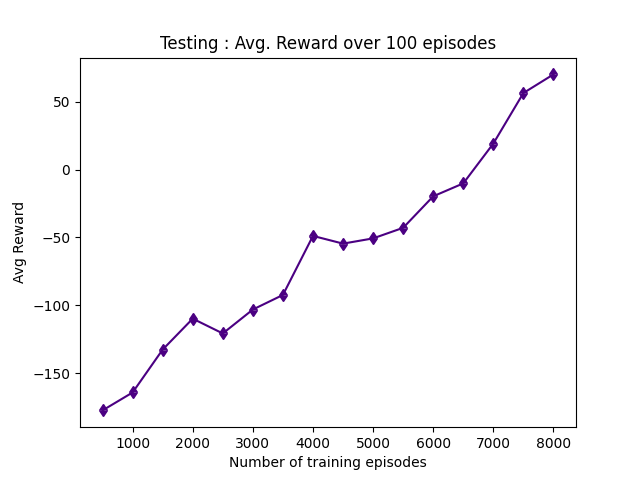 Testing : Avg. Reward over 100 episodes
50
0
−50
−100
−150
Avg Reward
1000 2000 3000 4000 5000 6000 7000 8000
Number of training episodes